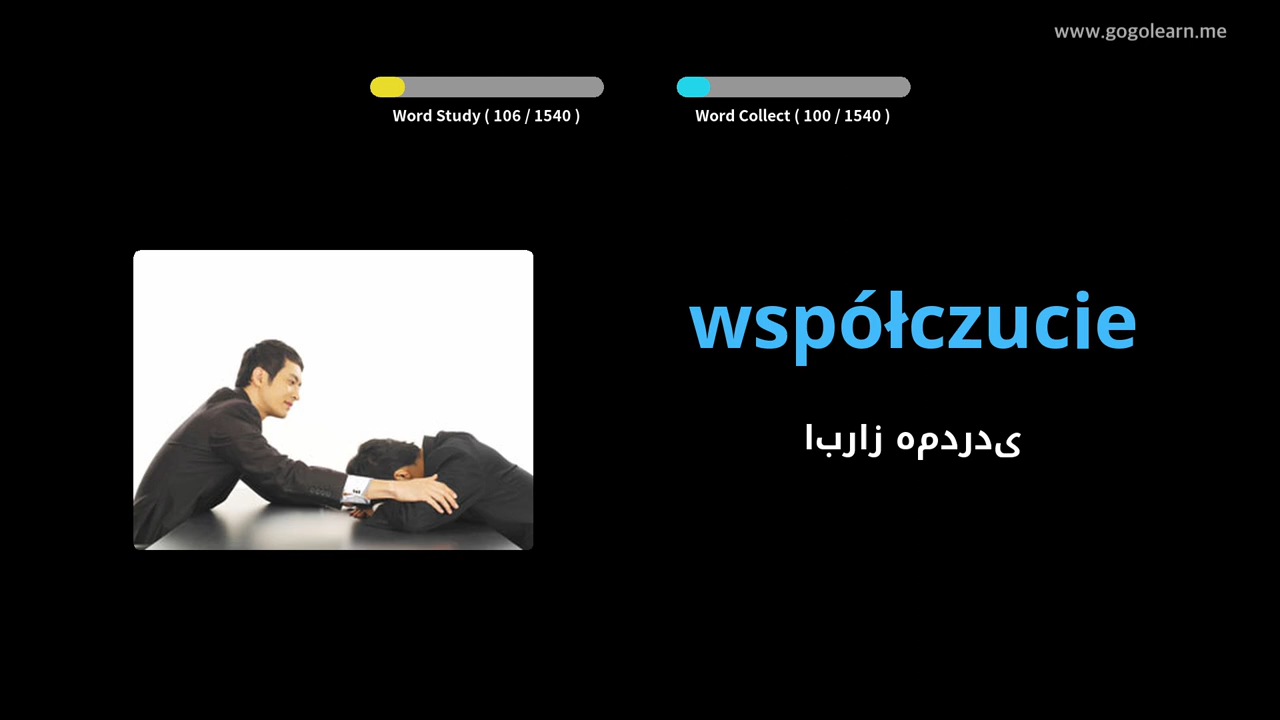 www.gogolearn.me
Word Study ( 106 / 1540 )
Word Collect ( 100 / 1540 )
współczucie
ابراز همدردی